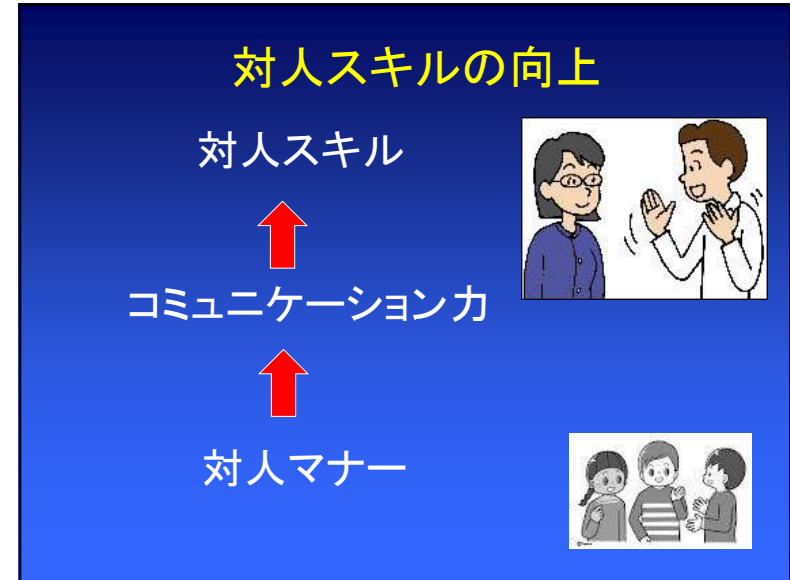 対人スキルの向上
対人スキル
コミュニケーション力
対人マナー